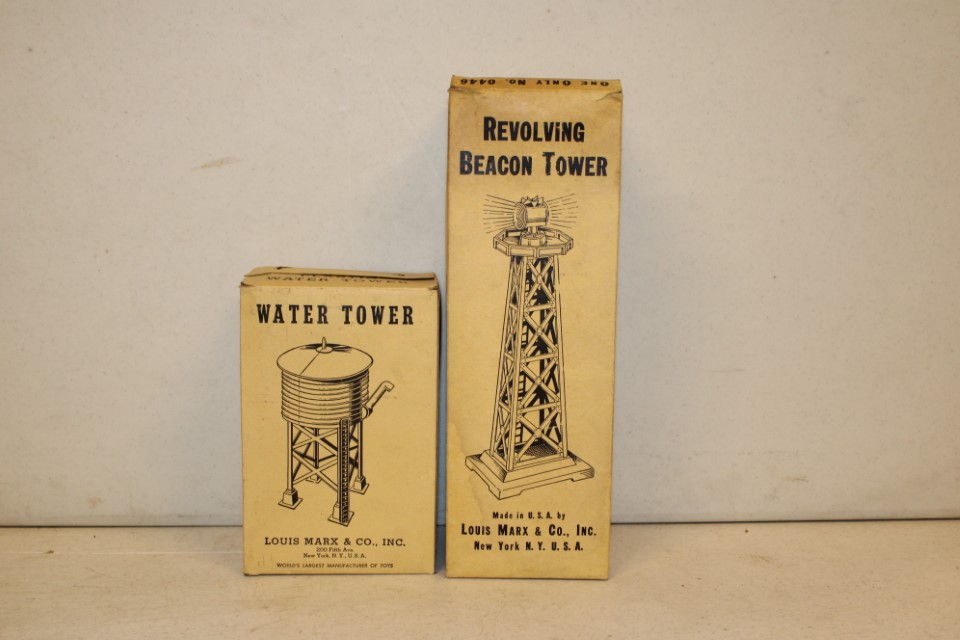 WATER TOWER
WATER TOWER
LOUIS MARX & CO., INC.
200 Fifth Ave.
New York, N.Y., U.S.A.
WORLD'S LARGEST MANUFACTURER OF TOYS
ONE ONLY NO. 0446
REVOLVING
BEACON TOWER
Made in U.S.A. by
LOUIS MARX & CO., INC.
New York N.Y. U.S.A.